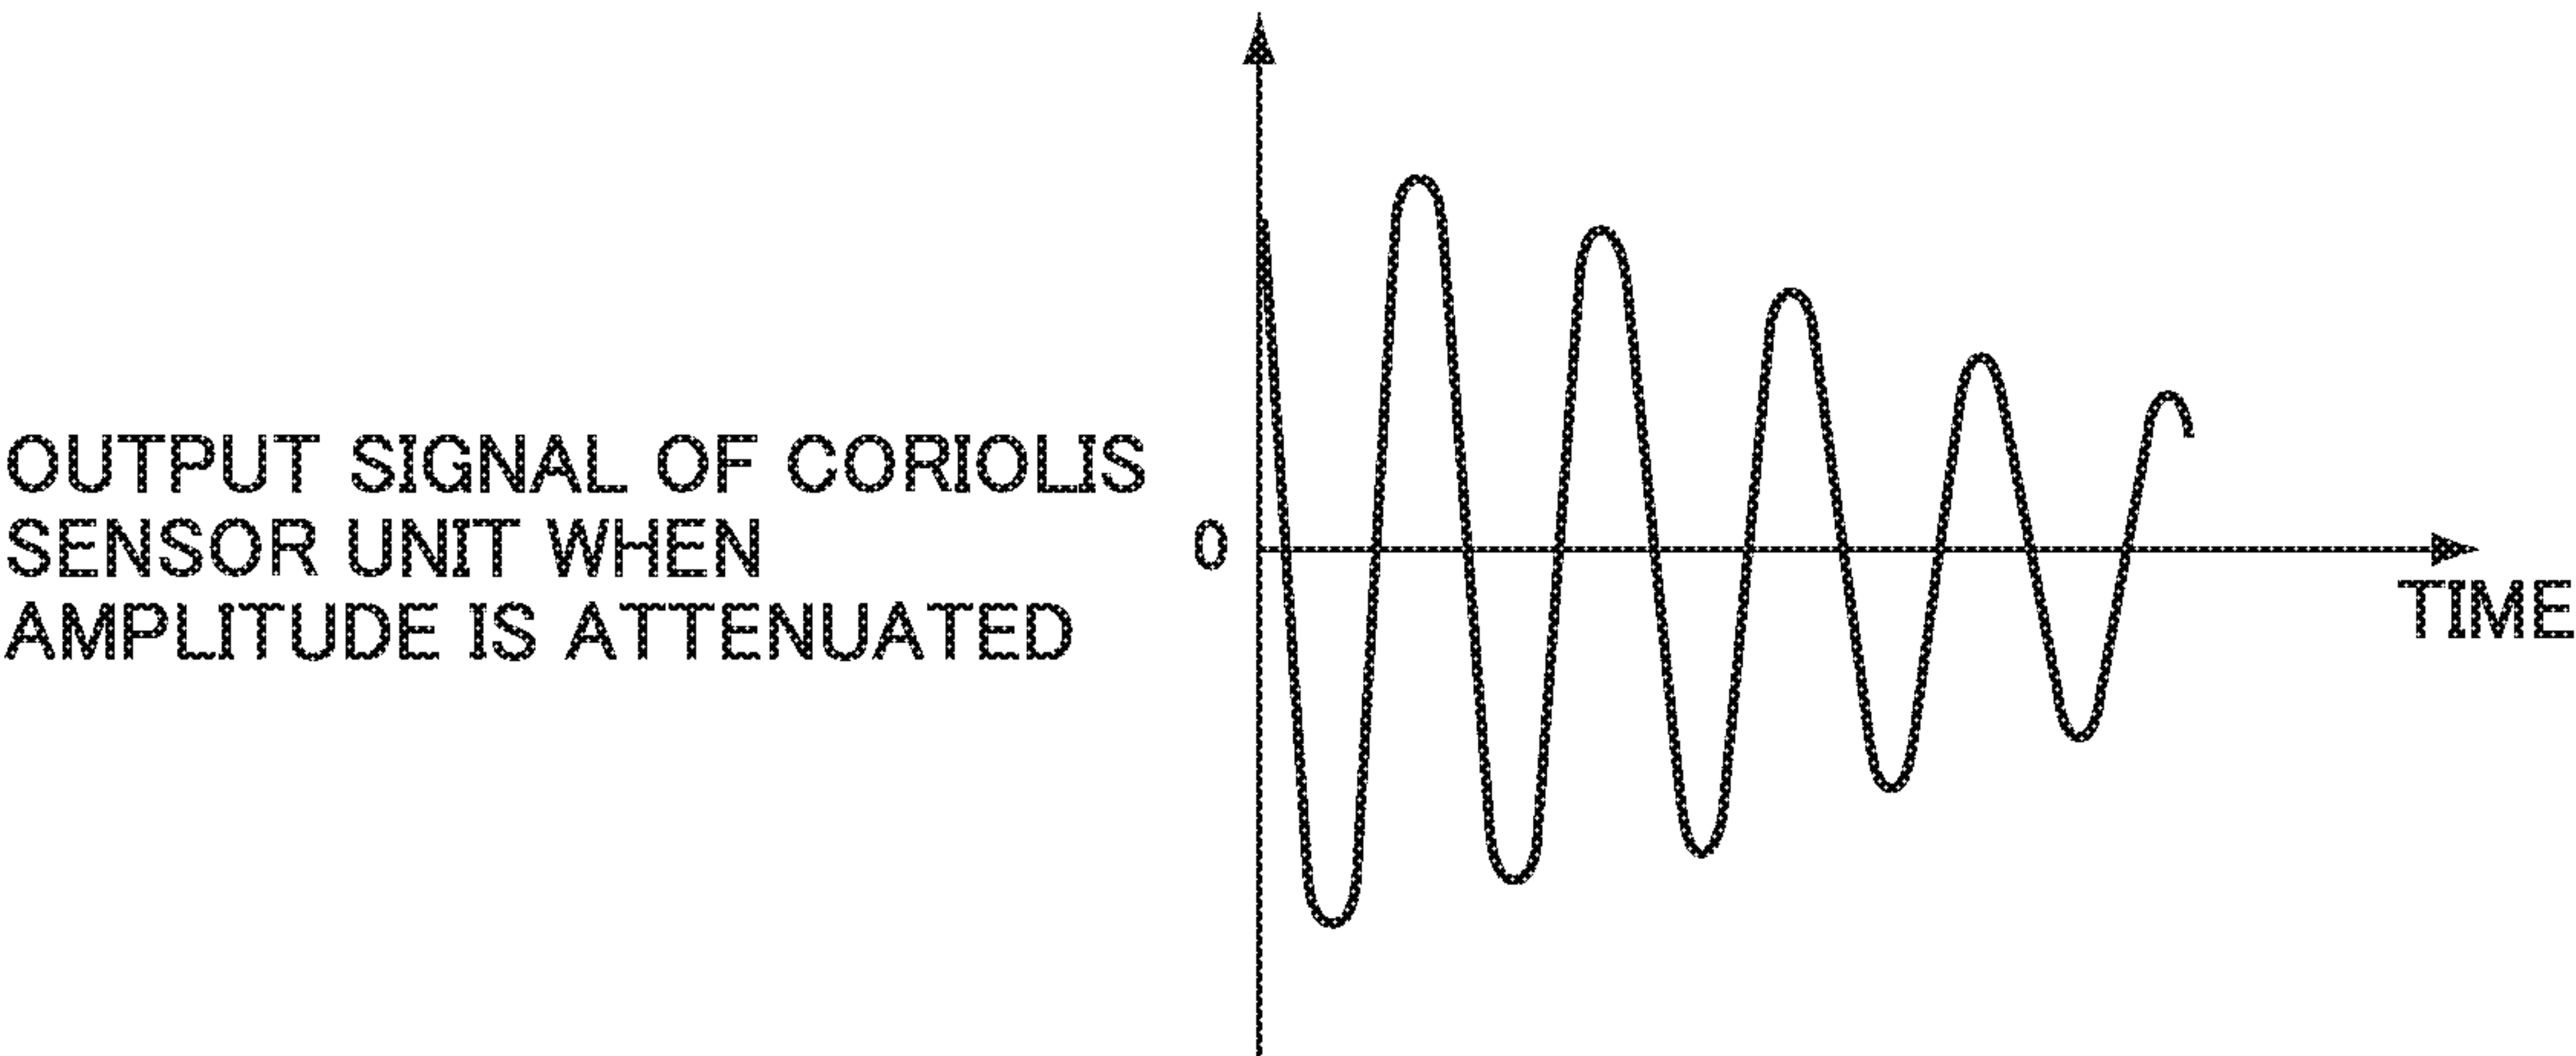 OUTPUT SIGNAL OF CORIOLIS
SENSOR UNIT WHEN
AMPLITUDE IS ATTENUATED
0
TIME